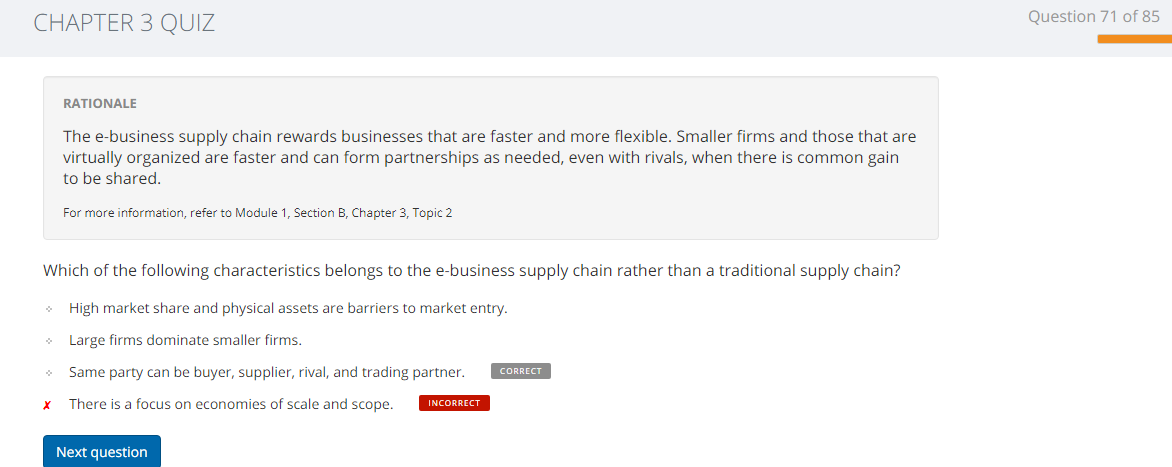 CHAPTER 3 QUIZ
Question 71 of 85
RATIONALE
The e-business supply chain rewards businesses that are faster and more flexible. Smaller firms and those that are
virtually organized are faster and can form partnerships as needed, even with rivals, when there is common gain
to be shared.
For more information, refer to Module 1, Section B, Chapter 3, Topic 2
Which of the following characteristics belongs to the e-business supply chain rather than a traditional supply chain?
High market share and physical assets are barriers to market entry.
Large firms dominate smaller firms.
Same party can be buyer, supplier, rival, and trading partner. CORRECT
There is a focus on economies of scale and scope. INCORRECT
Next question